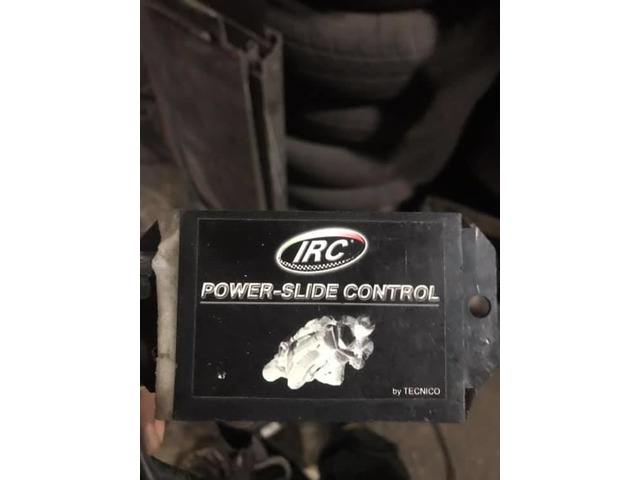 IRC
POWER-SLIDE CONTROL
by TECNICO